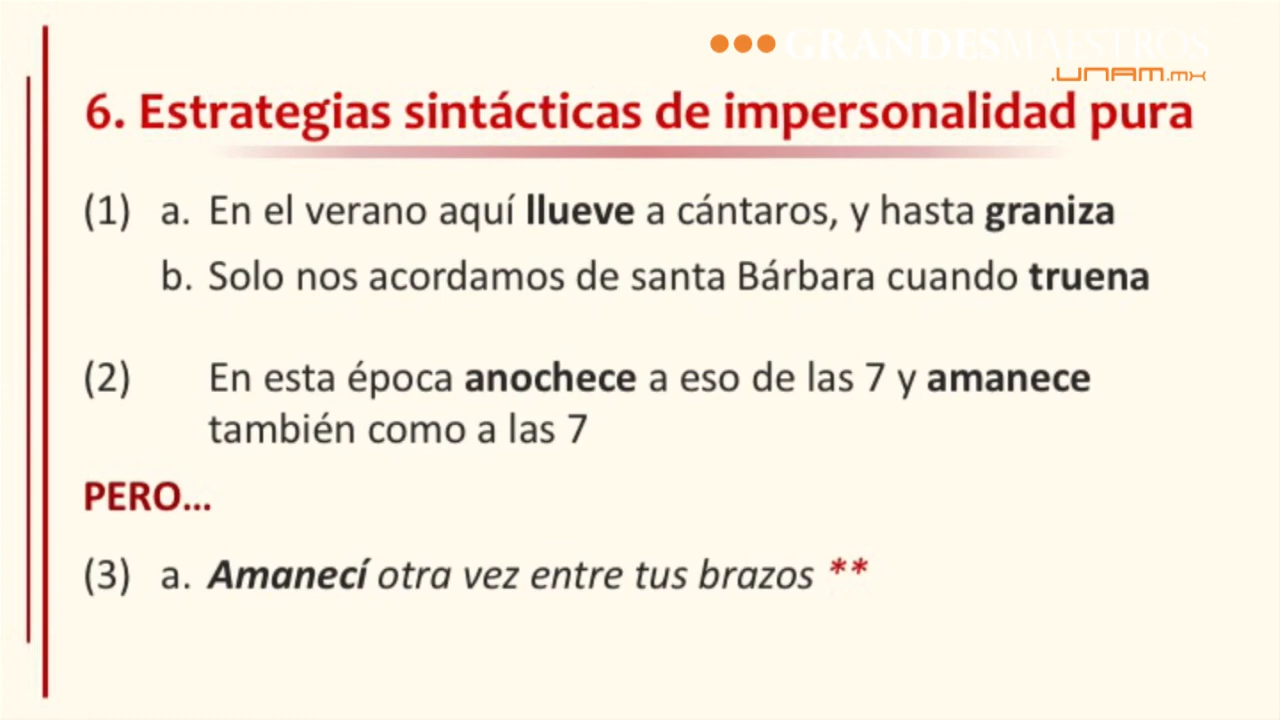 ●●● GRANDESMAESTROS
.UNAM.mx
6. Estrategias sintácticas de impersonalidad pura
(1) a. En el verano aquí llueve a cántaros, y hasta graniza
b. Solo nos acordamos de santa Bárbara cuando truena
(2) En esta época anochece a eso de las 7 y amanece
también como a las 7
PERO...
(3) a. Amanecí otra vez entre tus brazos **